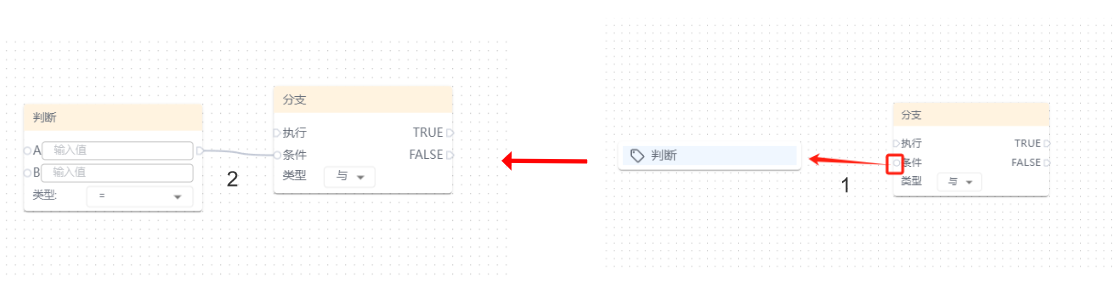 判断
A 输入值
B 输入值
类型: =
2
分支
执行 TRUE
条件 FALSE
类型 与
判断
1
分支
执行 TRUE
条件 FALSE
类型 与